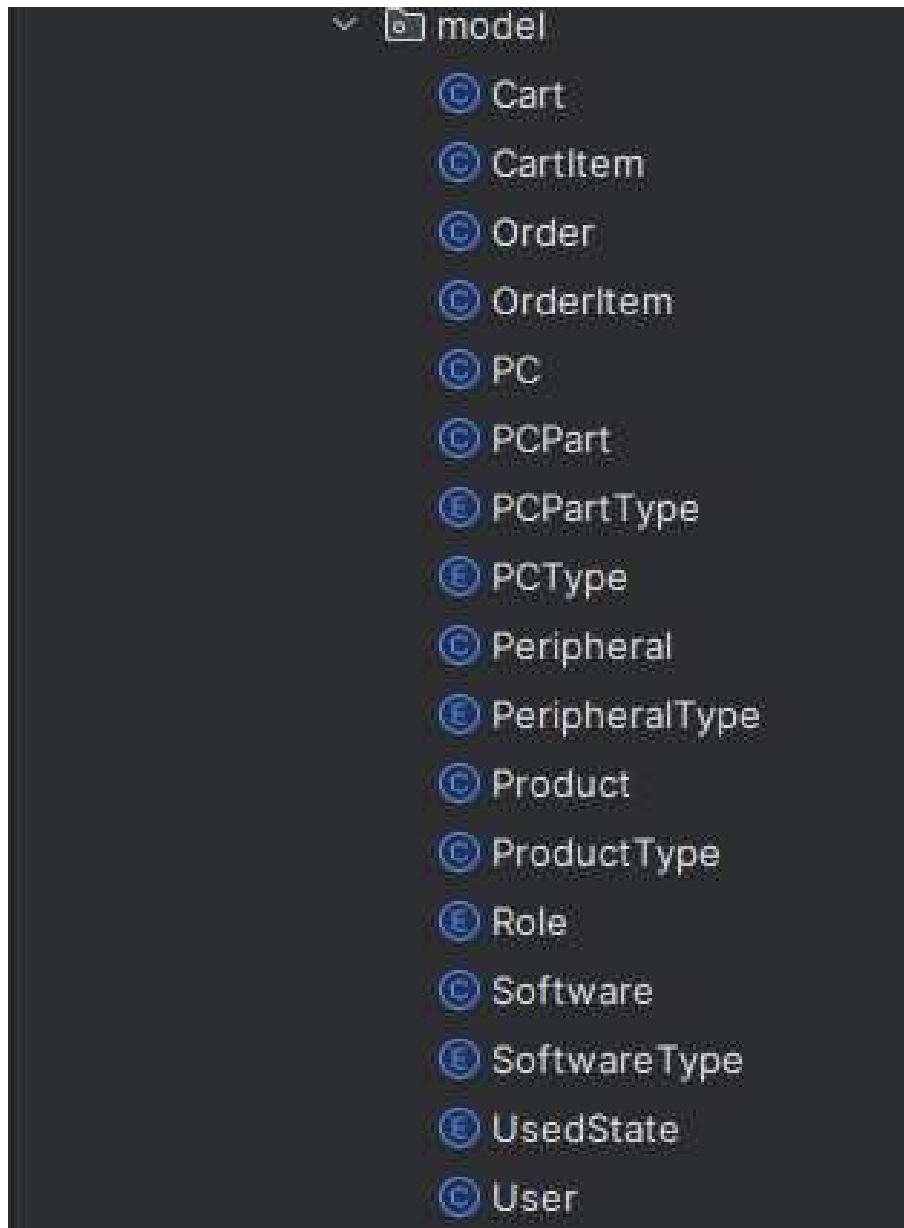 model
C Cart
C CartItem
C Order
C OrderItem
C PC
C PCPart
E PCPartType
E PCType
C Peripheral
E PeripheralType
C Product
C ProductType
E Role
C Software
E SoftwareType
E UsedState
C User